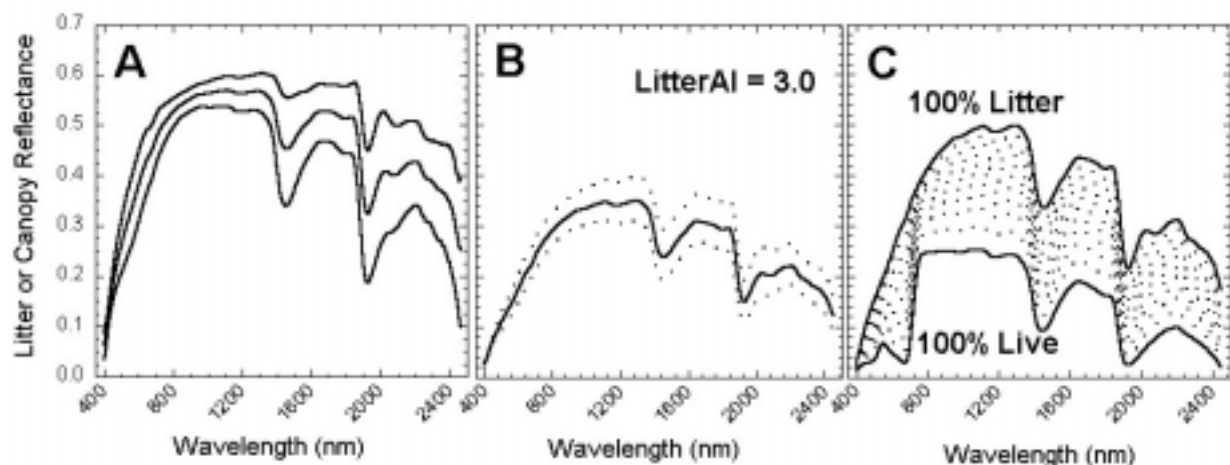 Litter or Canopy Reflectance
0.7
0.6
0.5
0.4
0.3
0.2
0.1
0.0
A
400
800
1200
1600
2000
2400
Wavelength (nm)
B
LitterAI = 3.0
400
800
1200
1600
2000
2400
Wavelength (nm)
C
100% Litter
100% Live
400
800
1200
1600
2000
2400
Wavelength (nm)